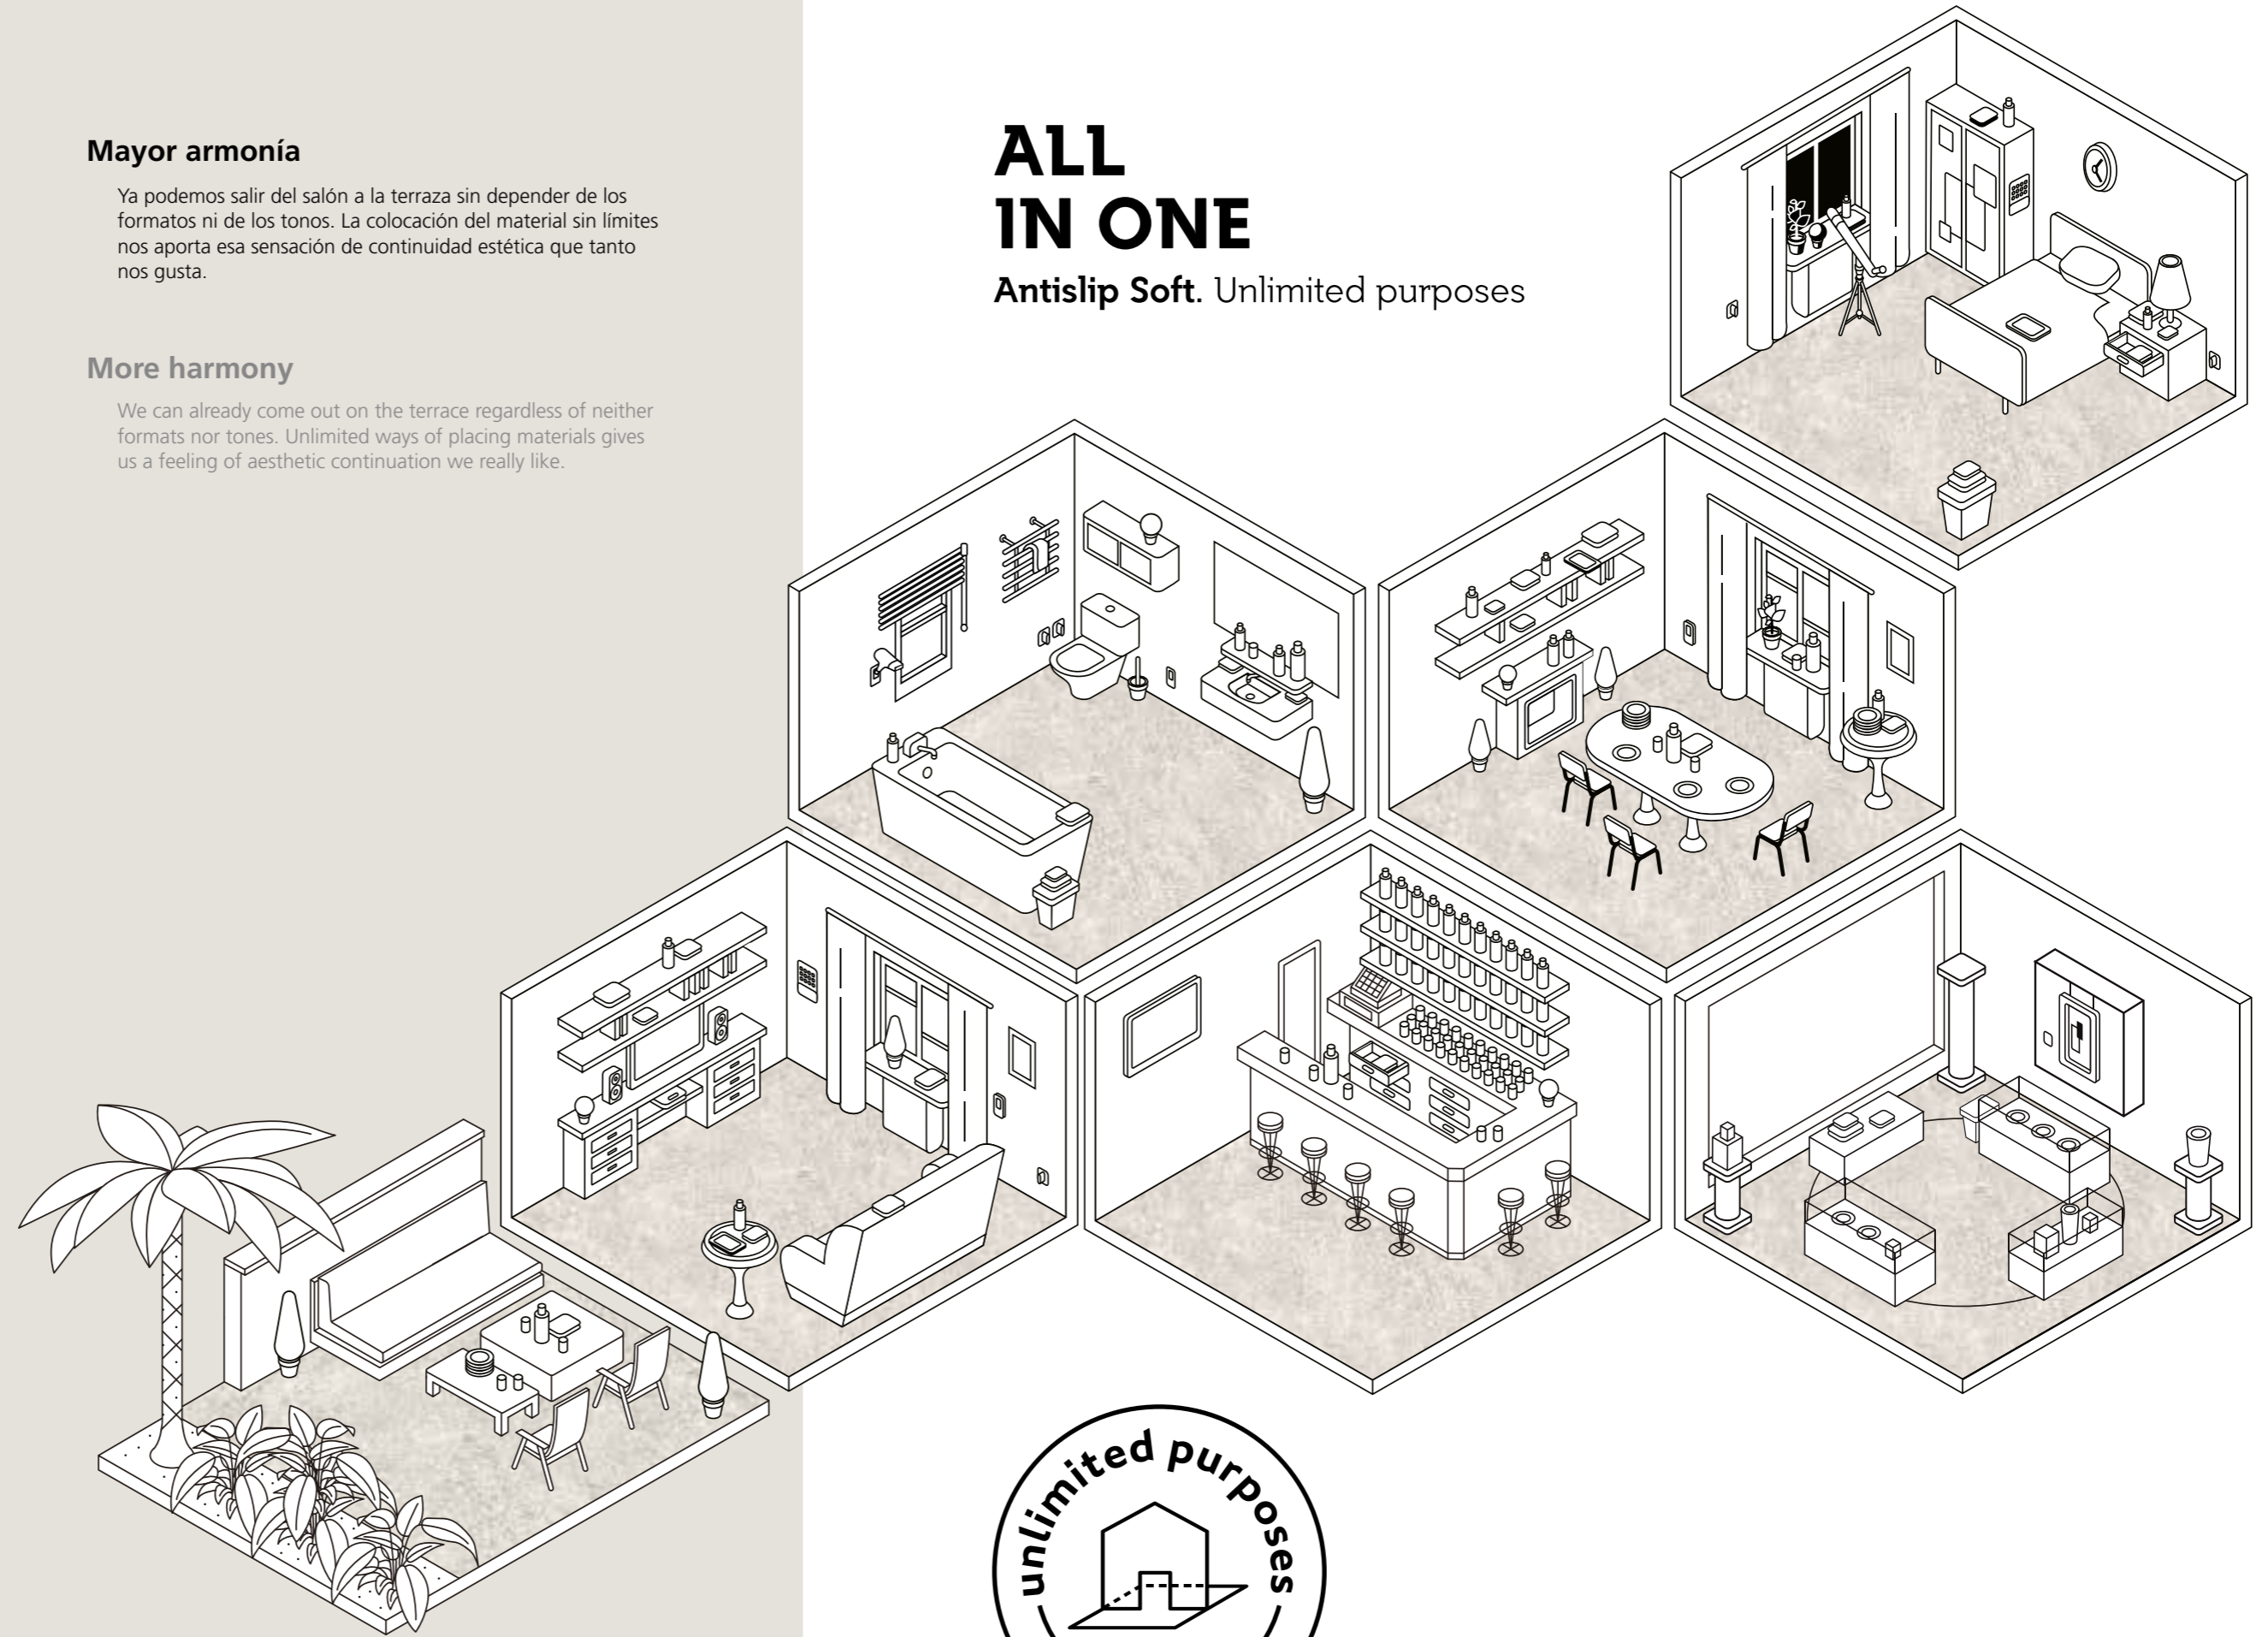 Mayor armonía
Ya podemos salir del salón a la terraza sin depender de los
formatos ni de los tonos. La colocación del material sin límites
nos aporta esa sensación de continuidad estética que tanto
nos gusta.
More harmony
We can already come out on the terrace regardless of neither
formats nor tones. Unlimited ways of placing materials gives
us a feeling of aesthetic continuation we really like.
ALL
IN ONE
Antislip Soft. Unlimited purposes
unlimited purposes